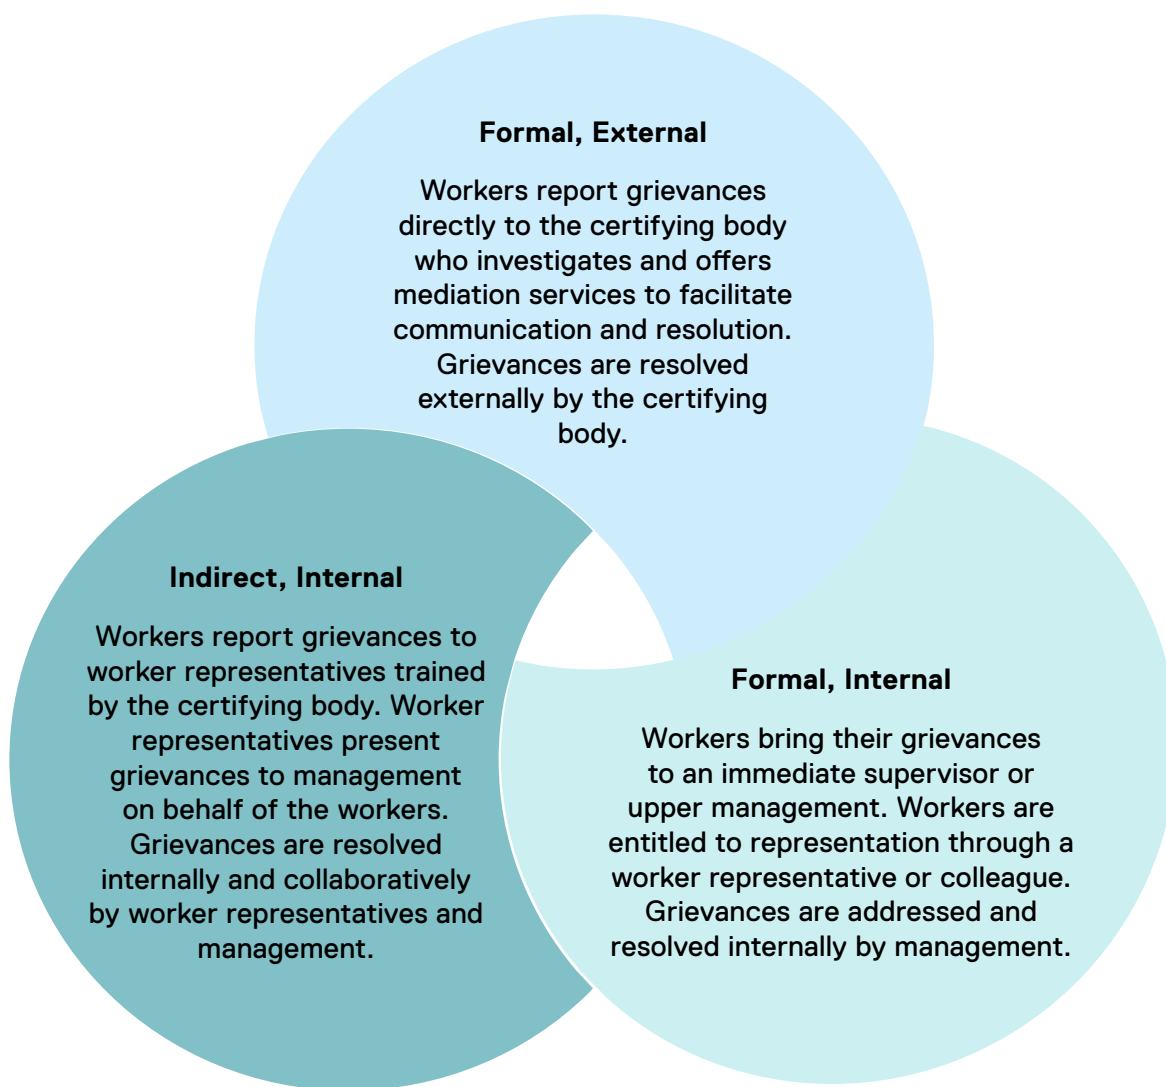 Formal, External
Workers report grievances
directly to the certifying body
who investigates and offers
mediation services to facilitate
communication and resolution.
Grievances are resolved
externally by the certifying
body.
Indirect, Internal
Workers report grievances to
worker representatives trained
by the certifying body. Worker
representatives present
grievances to management
on behalf of the workers.
Grievances are resolved
internally and collaboratively
by worker representatives and
management.
Formal, Internal
Workers bring their grievances
to an immediate supervisor or
upper management. Workers are
entitled to representation through a
worker representative or colleague.
Grievances are addressed and
resolved internally by management.